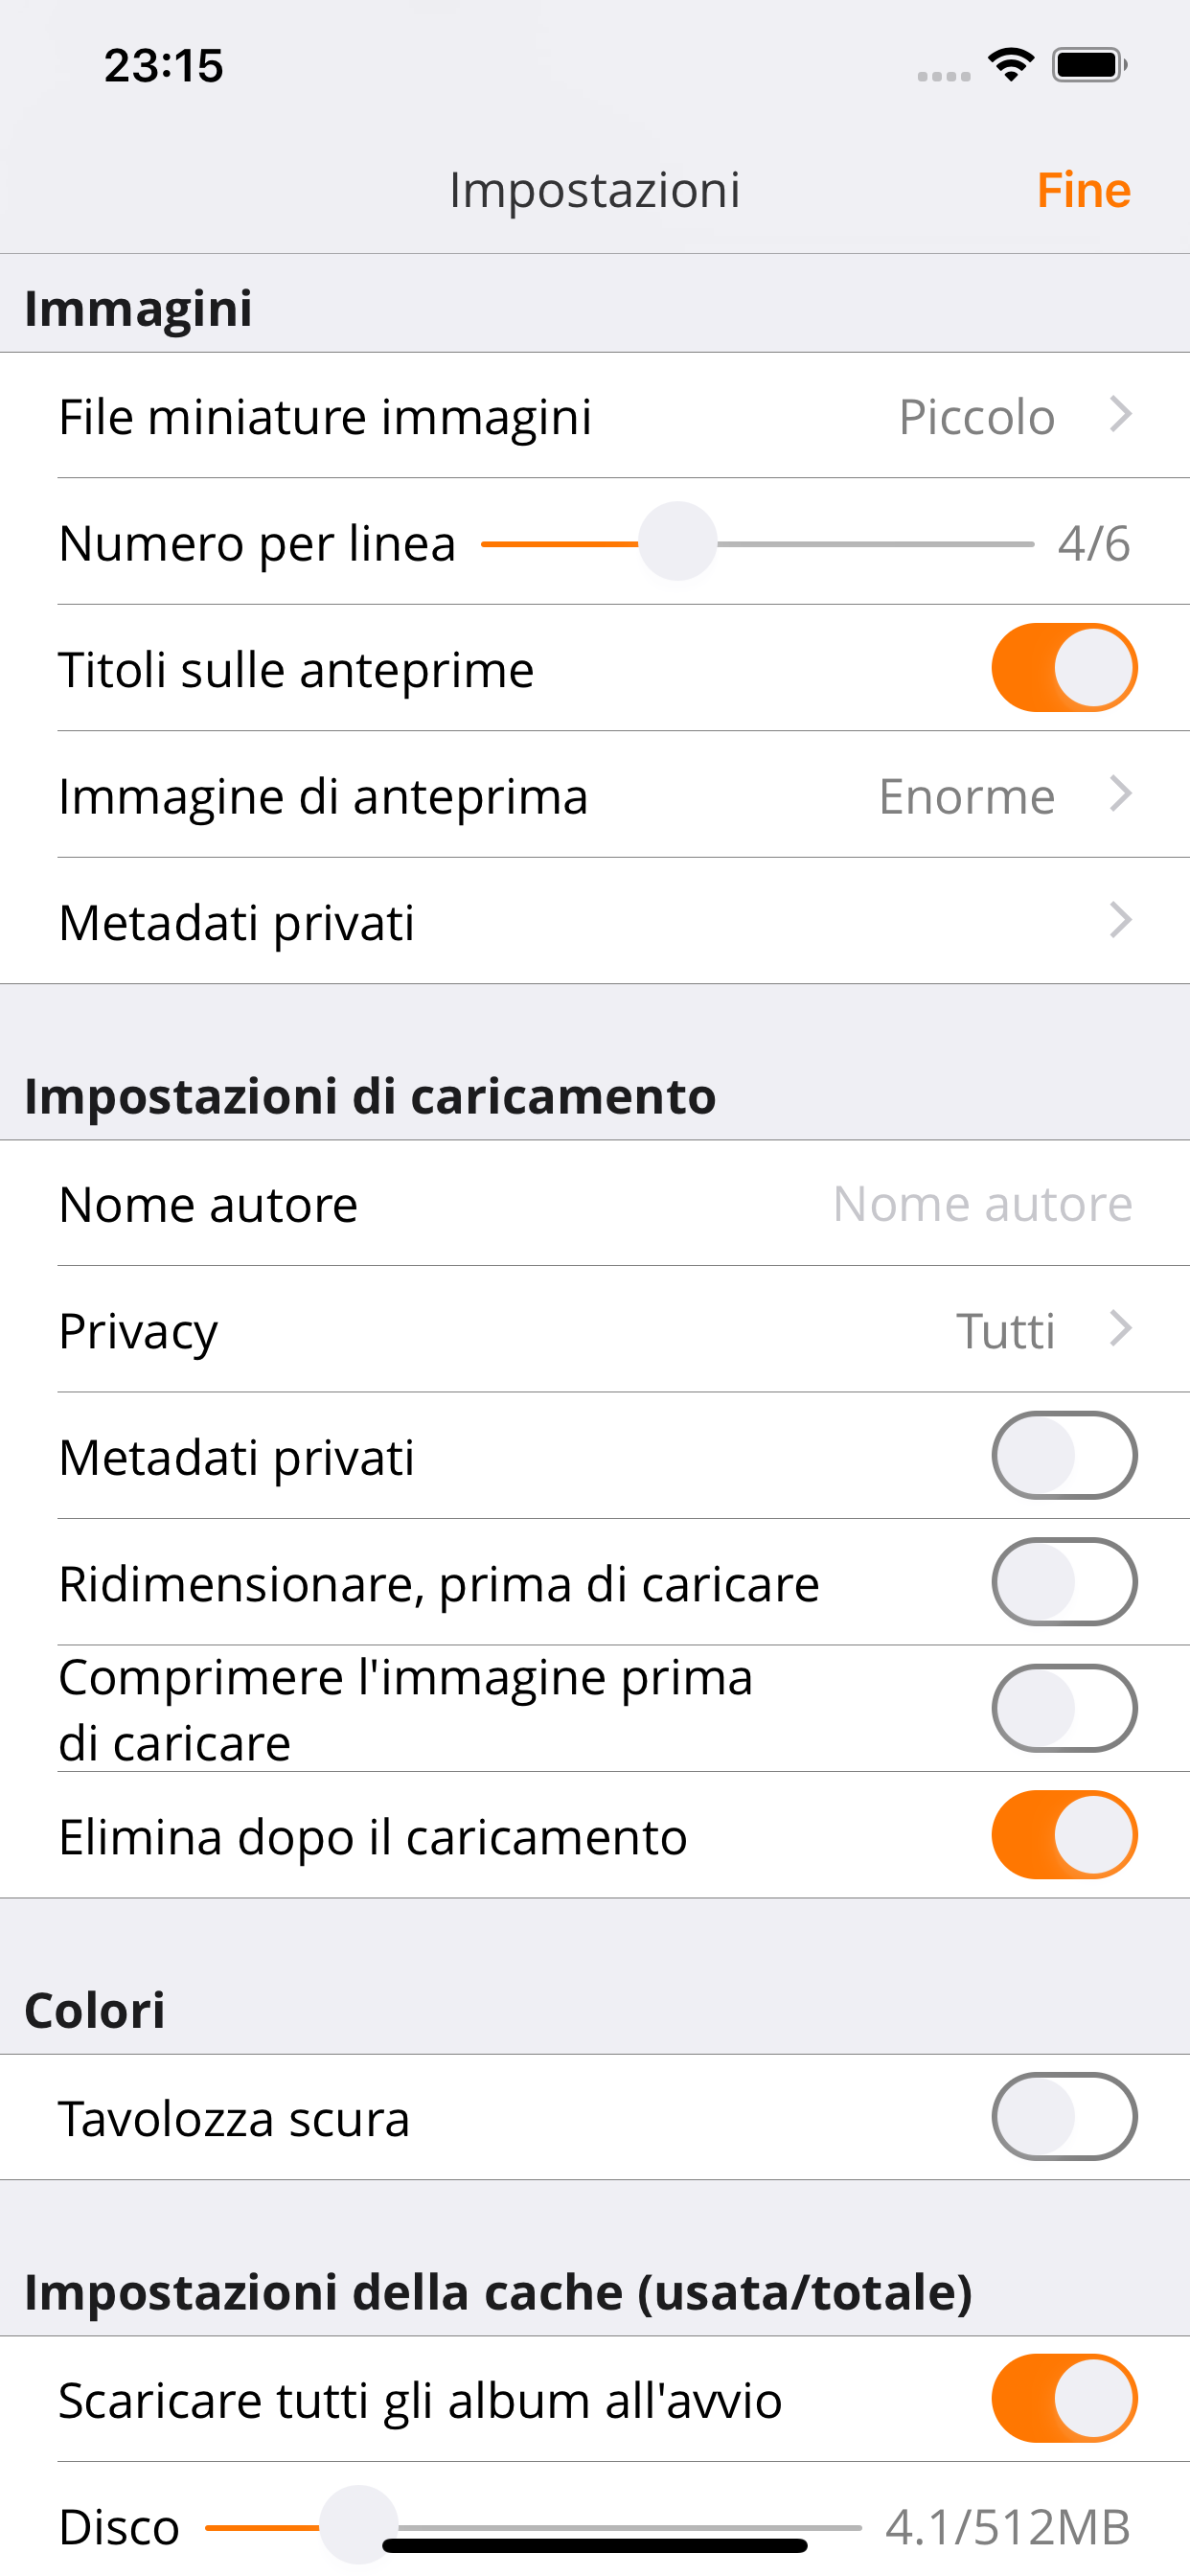 23:15
Impostazioni
Fine
Immagini
File miniature immagini
Piccolo
Numero per linea
4/6
Titoli sulle anteprime
Immagine di anteprima
Enorme
Metadati privati
Impostazioni di caricamento
Nome autore
Nome autore
Privacy
Tutti
Metadati privati
Ridimensionare, prima di caricare
Comprimere l'immagine prima
di caricare
Elimina dopo il caricamento
Colori
Tavolozza scura
Impostazioni della cache (usata/totale)
Scaricare tutti gli album all'avvio
Disco
4.1/512MB